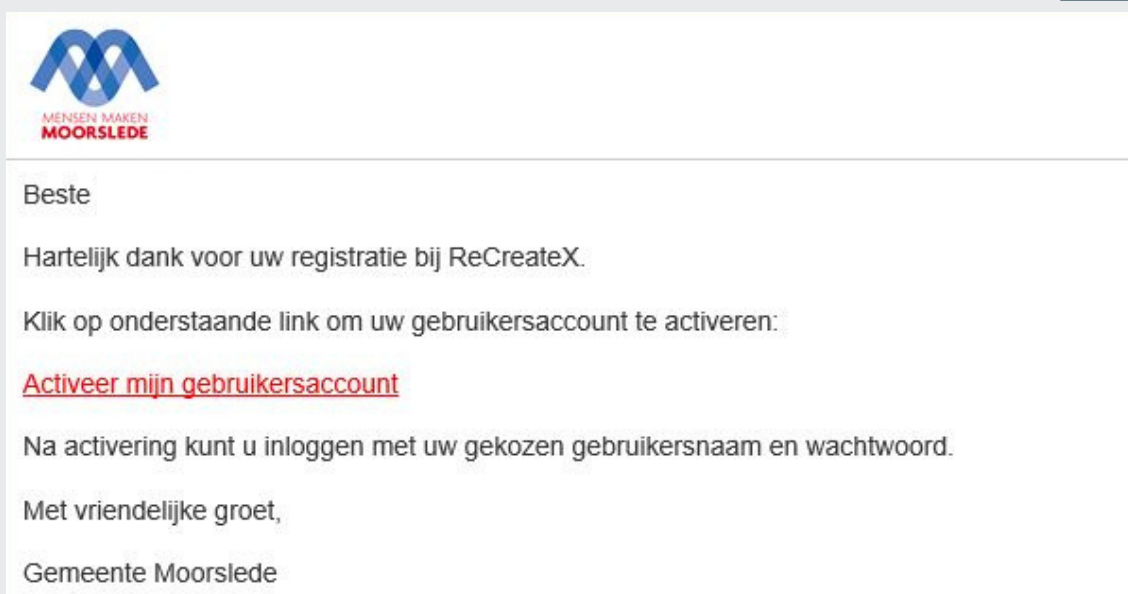 MENSEN MAKEN
MOORSLEDE
Beste
Hartelijk dank voor uw registratie bij ReCreateX.
Klik op onderstaande link om uw gebruikersaccount te activeren:
Activeer mijn gebruikersaccount
Na activering kunt u inloggen met uw gekozen gebruikersnaam en wachtwoord.
Met vriendelijke groet,
Gemeente Moorslede